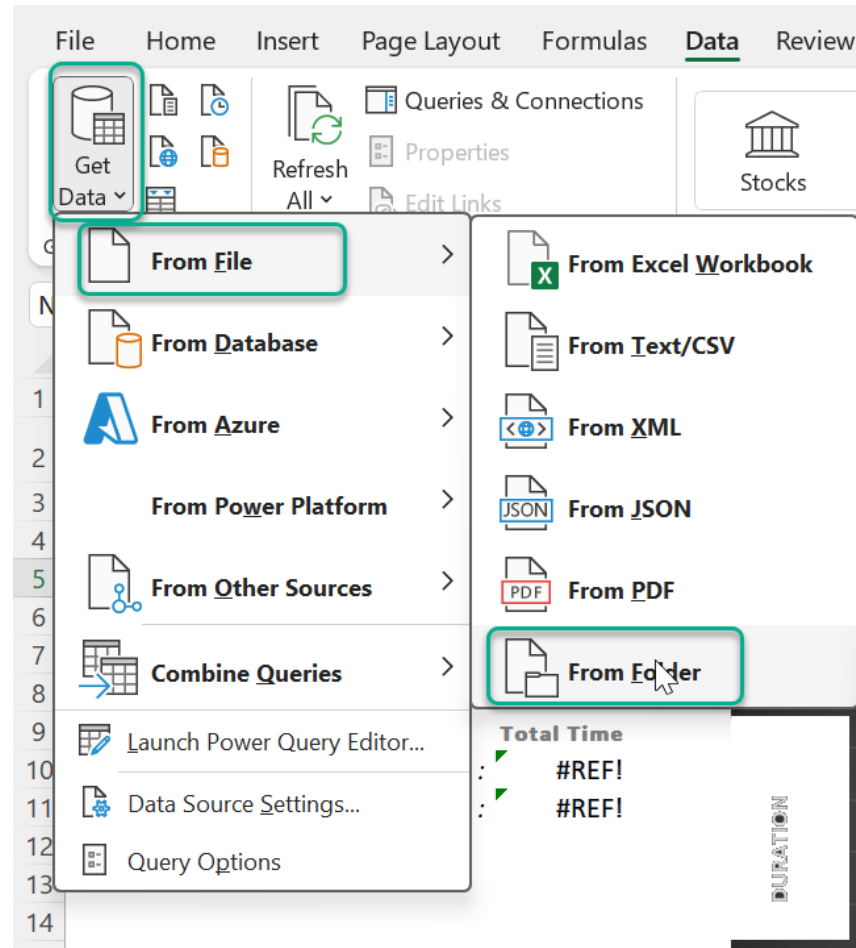 File Home Insert Page Layout Formulas Data Review
Get
Data
Refresh
All
Queries & Connections
Properties
Edit Links
Stocks
From File
From Database
From Azure
From Power Platform
From Other Sources
Combine Queries
Launch Power Query Editor...
Data Source Settings...
Query Options
From Excel Workbook
From Text/CSV
From XML
JSON From JSON
PDF From PDF
From Folder
N
1
2
3
4
5
6
7
8
9
10
11
12
13
14
Total Time
: #REF!
: #REF!
DURATION